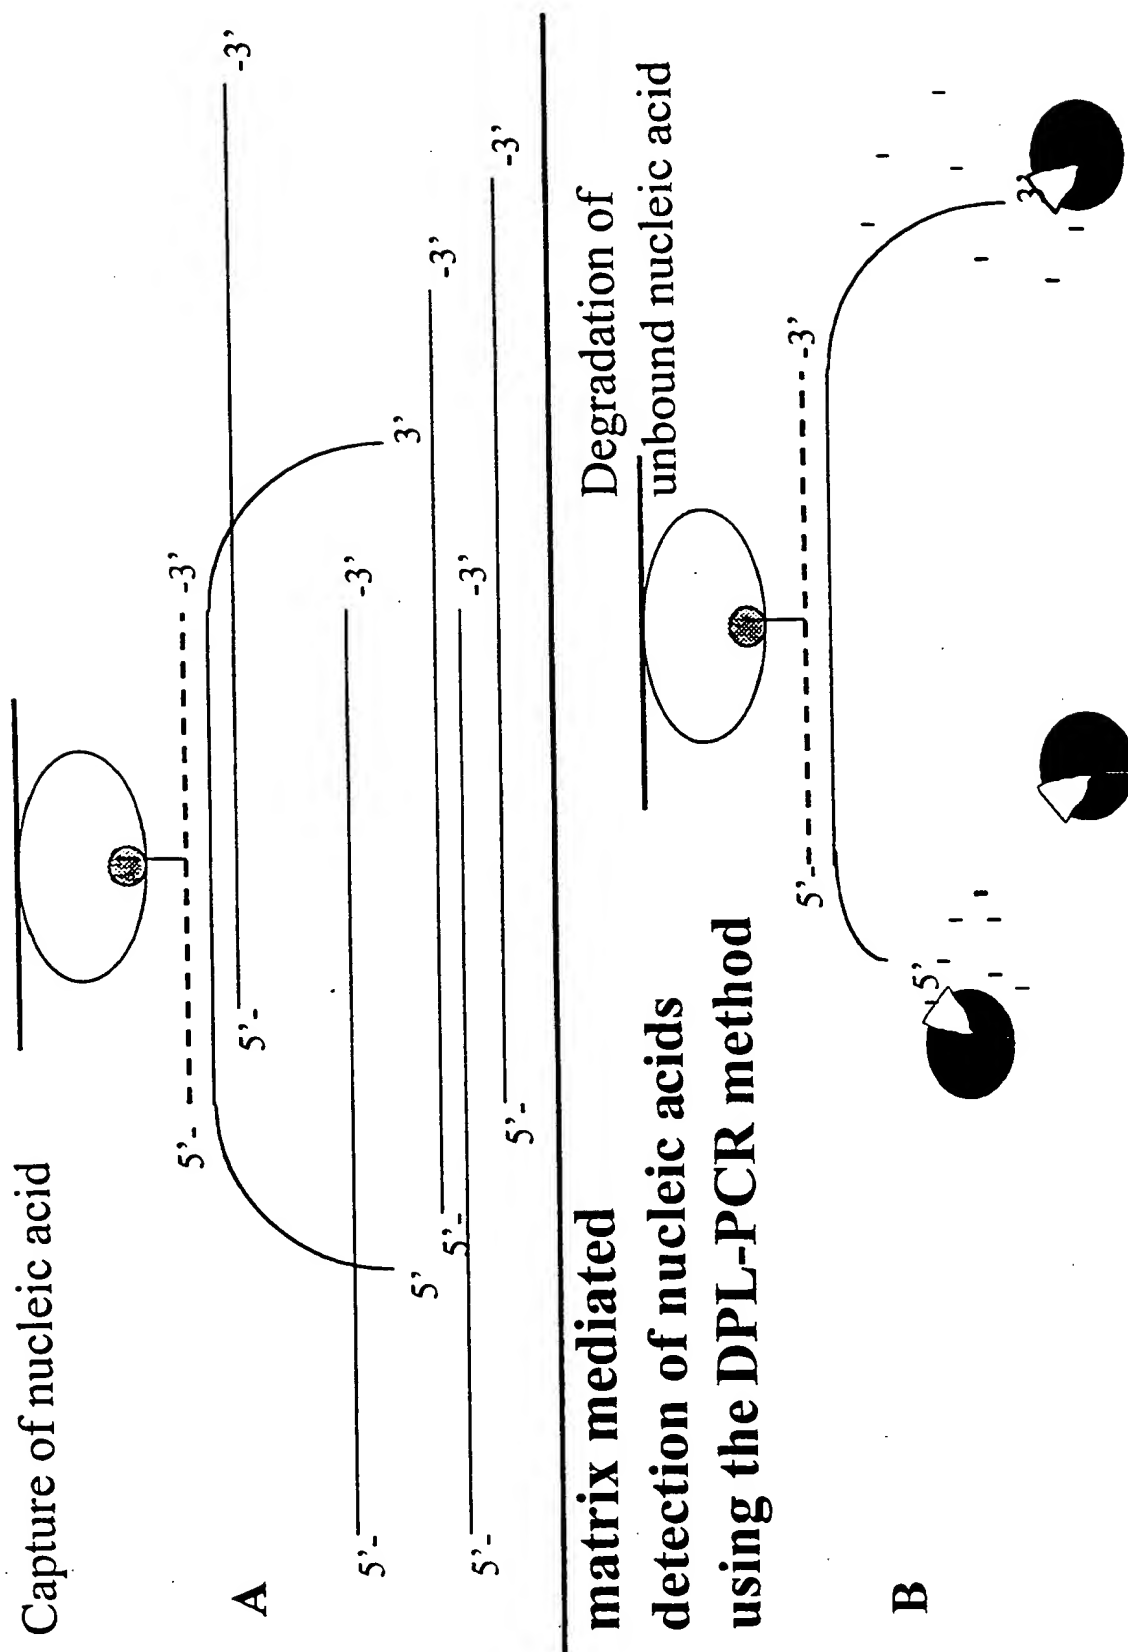 Capture of nucleic acid
A
5'-
-3'
5'-
-3'
5'
3'
5'-
-3'
5'-
-3'
5'-
-3'
5'-
-3'
matrix mediated
detection of nucleic acids
using the DPL-PCR method
Degradation of
unbound nucleic acid
B
5'-
-3'
5'
3'